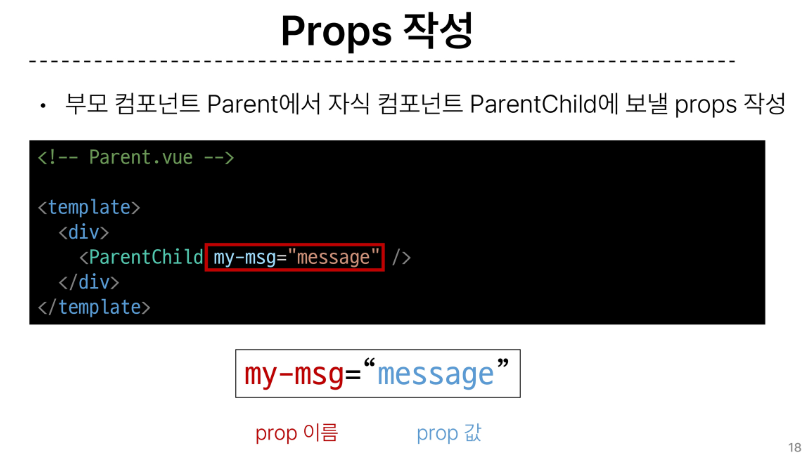 Props 작성
• 부모 컴포넌트 Parent에서 자식 컴포넌트 ParentChild에 보낼 props 작성
<!-- Parent.vue -->
<template>
  <div>
    <ParentChild my-msg="message" />
  </div>
</template>
my-msg=“message”
prop 이름 prop 값
18